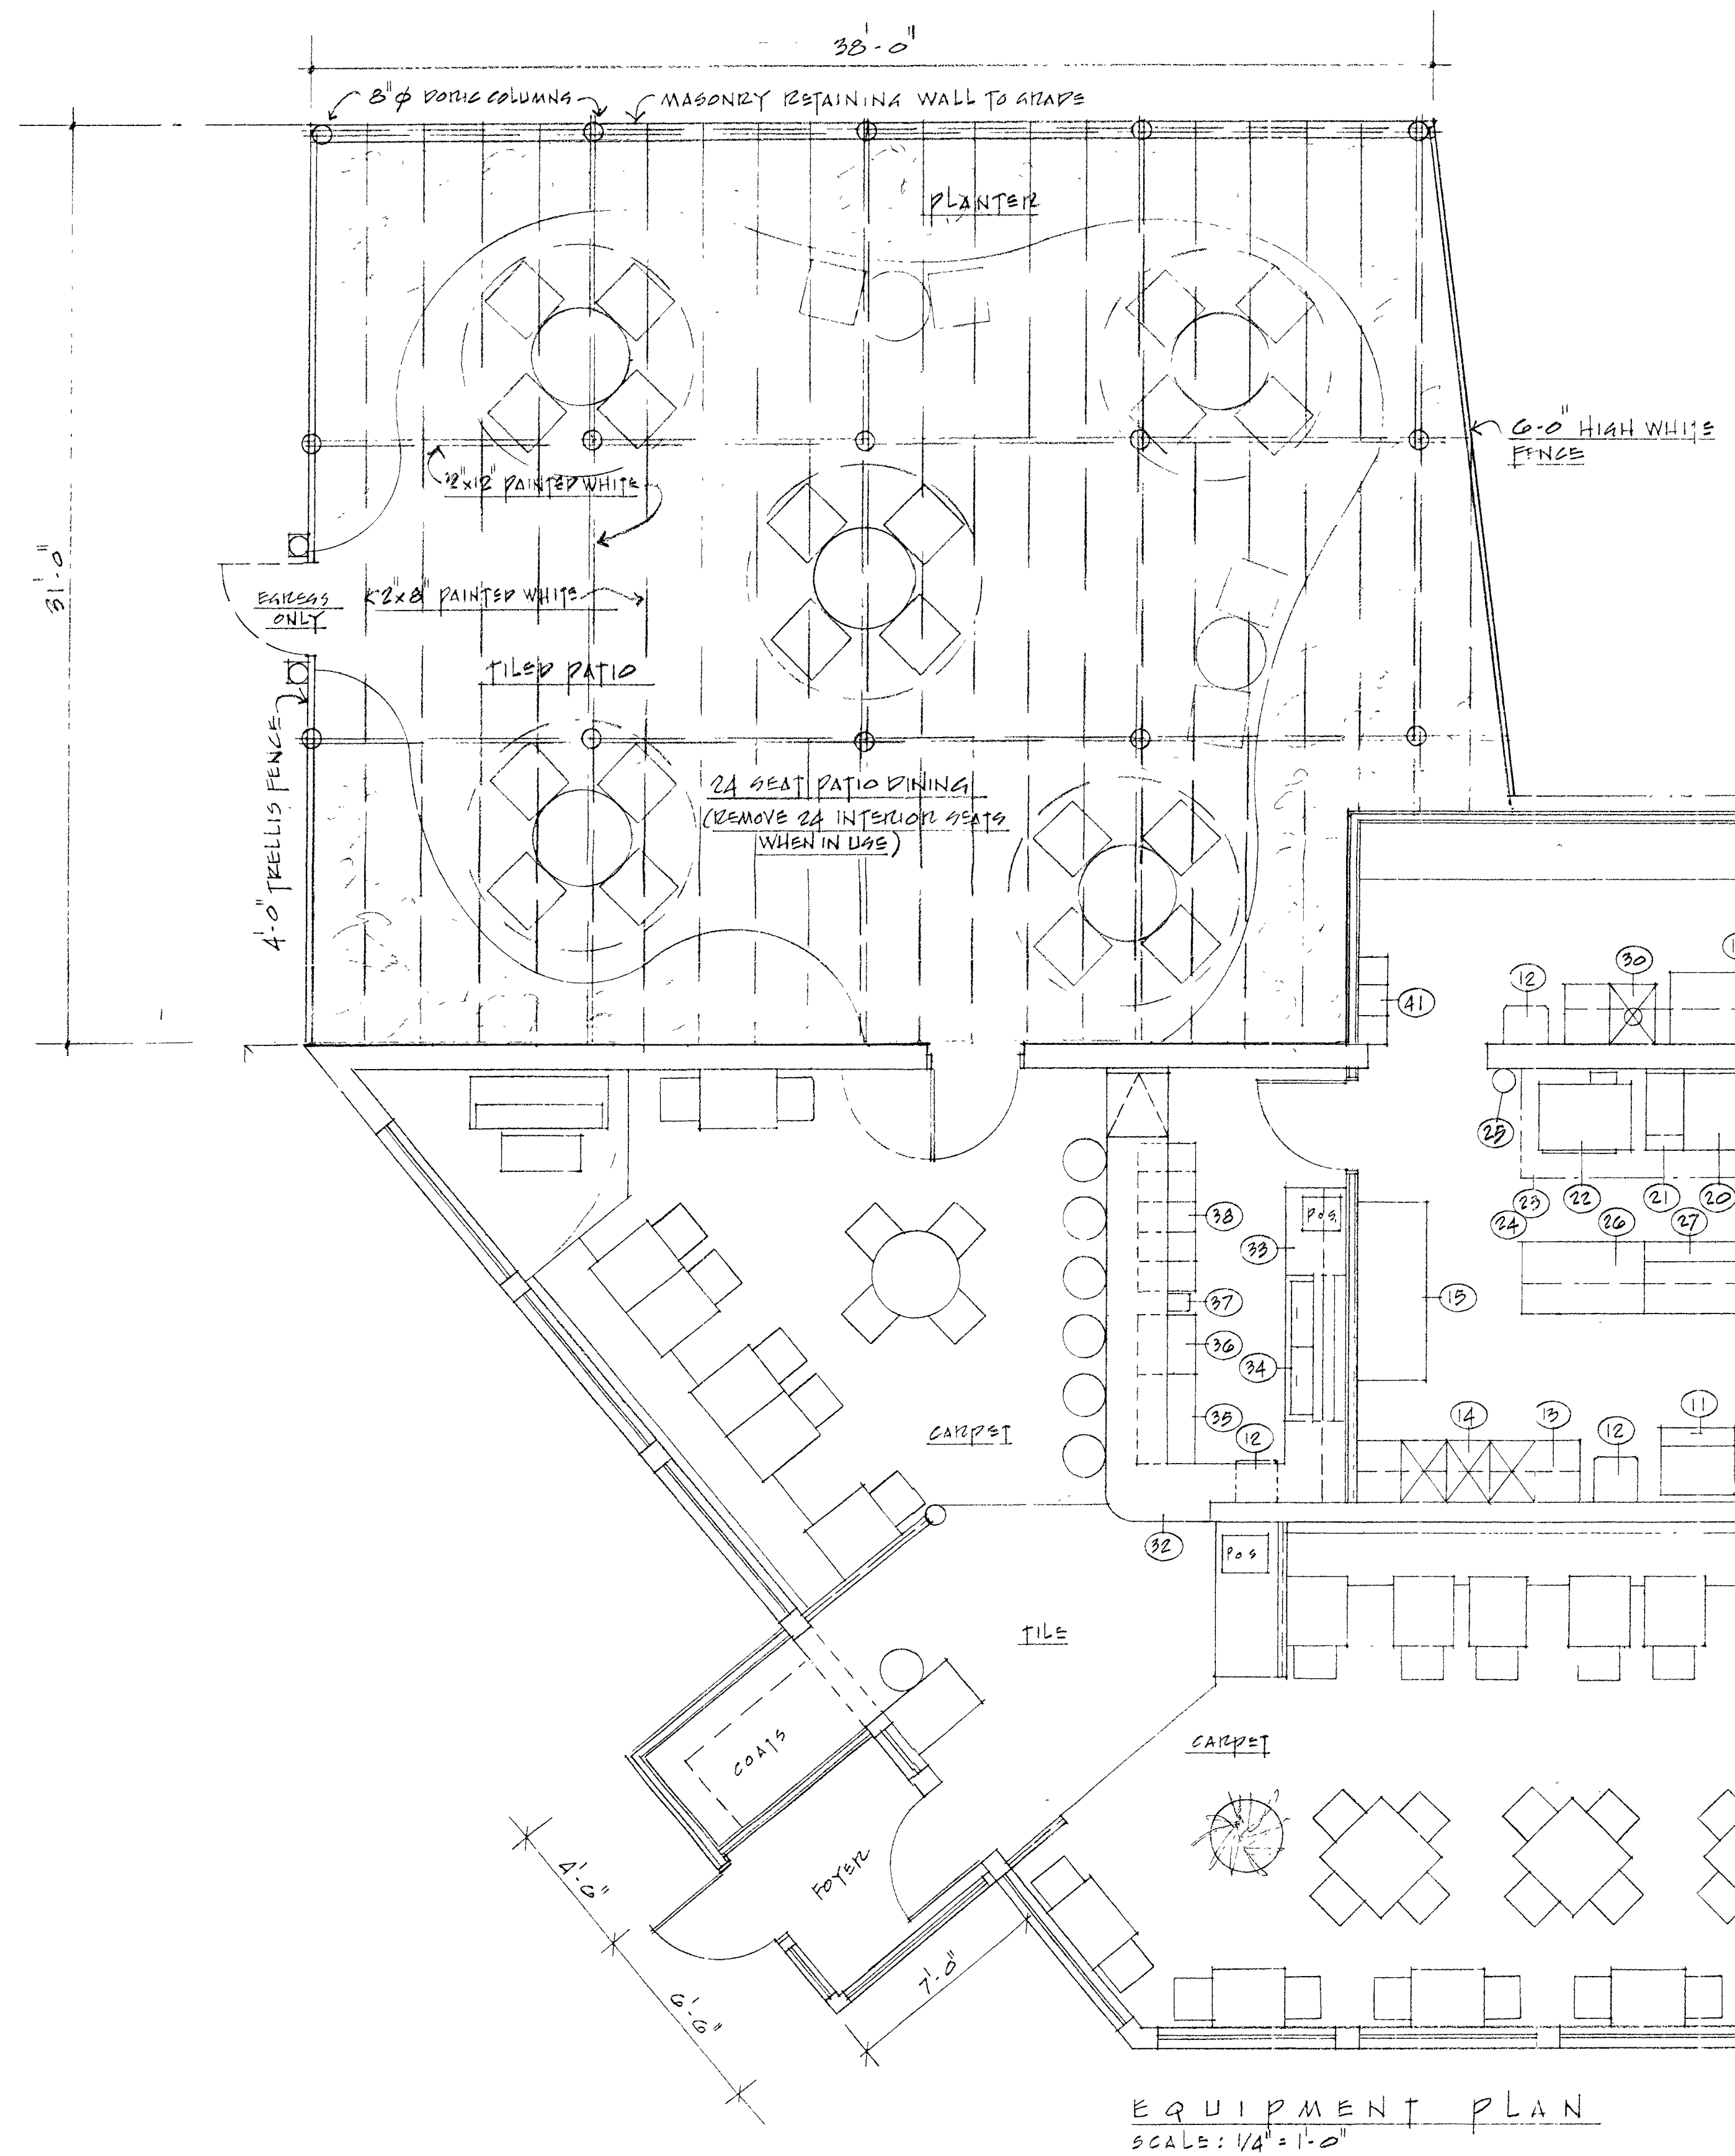 38'-0"
8"⌀ DORIC COLUMNS
MASONRY RETAINING WALL TO GRADE
PLANTER
6'-0" HIGH WHITE
FENCE
2"x12" PAINTED WHITE
31'-0"
EGRESS
ONLY
2"x8" PAINTED WHITE
TILED PATIO
4'-0" TRELLIS FENCE
24 SEAT PATIO DINING
(REMOVE 24 INTERIOR SEATS
WHEN IN USE)
12
30
41
25
23
22
21
20
24
26
27
38
P.O.S.
33
37
15
36
34
35
12
14
13
12
11
CARPET
32
P.O.S
TILE
COATS
CARPET
FOYER
4'-6"
7'-0"
6'-6"
EQUIPMENT PLAN
SCALE: 1/4" = 1'-0"